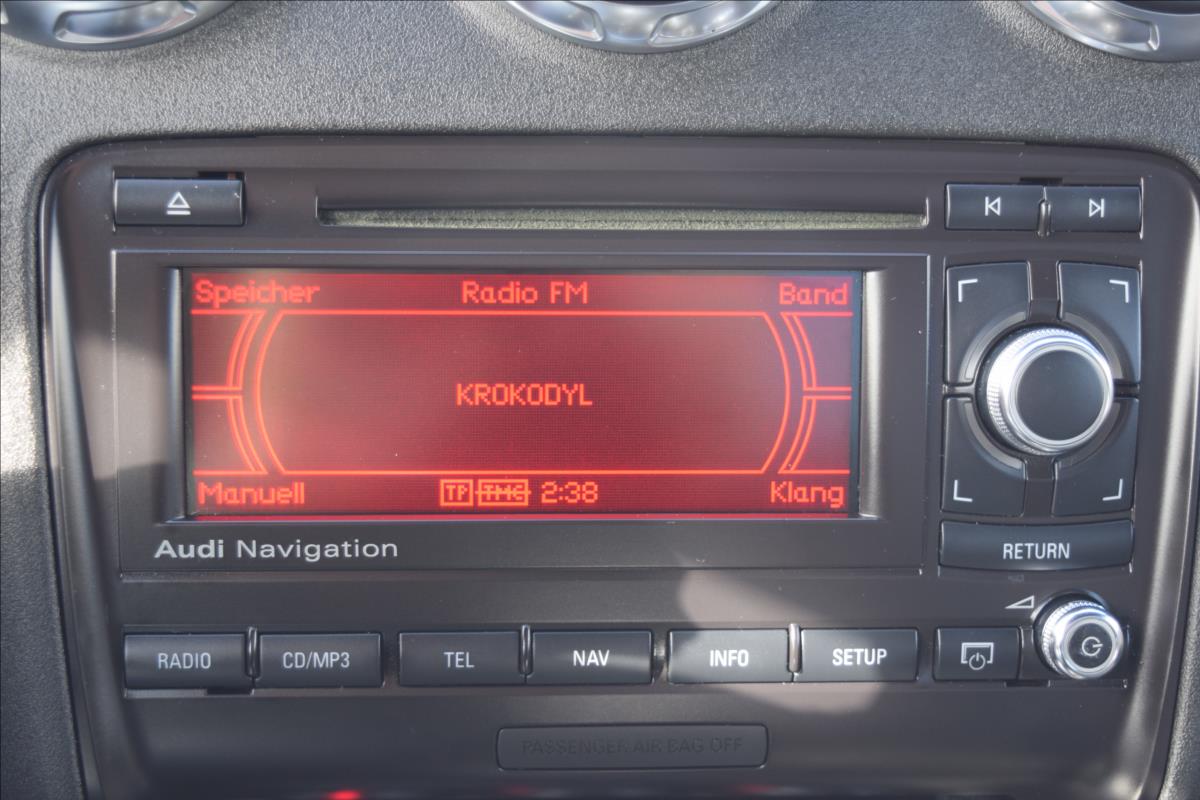 Speicher Radio FM Band
KROKODYL
Manuell TP TMC 2:38 Klang
Audi Navigation
RETURN
RADIO CD/MP3 TEL NAV INFO SETUP
PASSENGER AIR BAG OFF